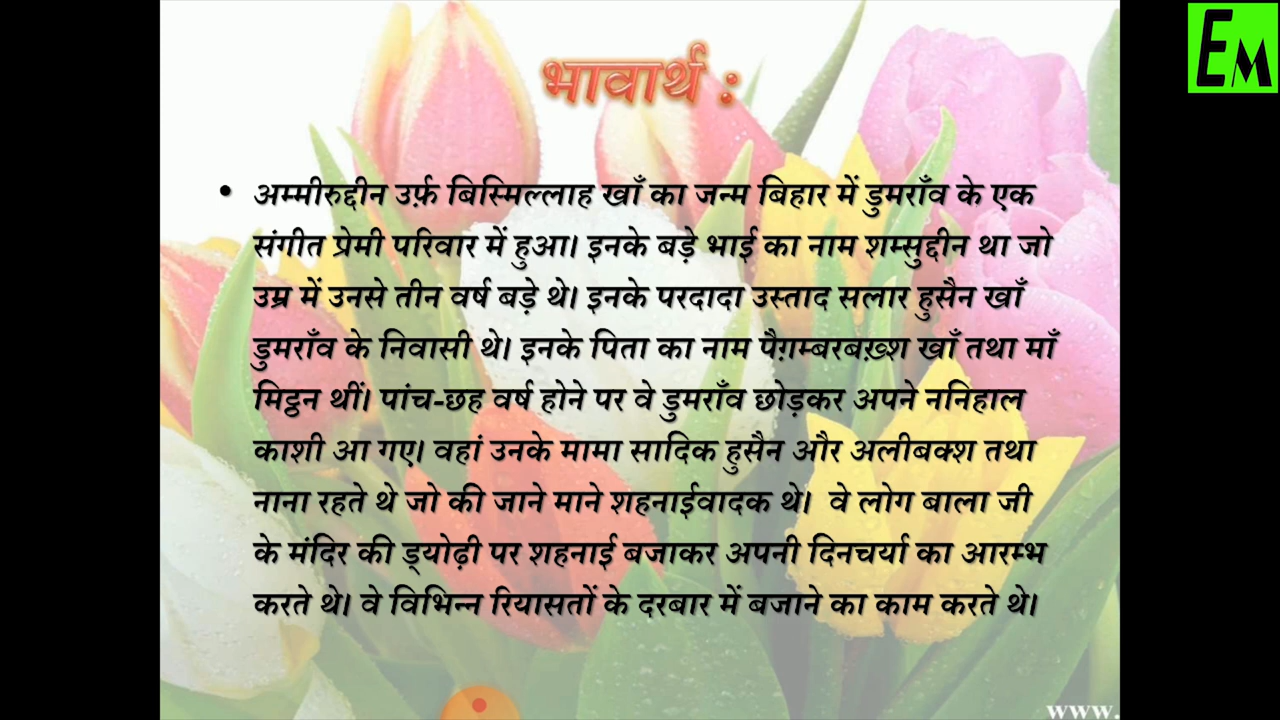 EM
भावार्थ :
• अम्मीरुद्दीन उर्फ़ बिस्मिल्लाह खाँ का जन्म बिहार में डुमराँव के एक
संगीत प्रेमी परिवार में हुआ। इनके बड़े भाई का नाम शम्सुद्दीन था जो
उम्र में उनसे तीन वर्ष बड़े थे। इनके परदादा उस्ताद सलार हुसैन खाँ
डुमराँव के निवासी थे। इनके पिता का नाम पैग़म्बरबख़्श खाँ तथा माँ
मिट्ठन थीं। पांच-छह वर्ष होने पर वे डुमराँव छोड़कर अपने ननिहाल
काशी आ गए। वहां उनके मामा सादिक हुसैन और अलीबक्श तथा
नाना रहते थे जो की जाने माने शहनाईवादक थे। वे लोग बाला जी
के मंदिर की ड्योढ़ी पर शहनाई बजाकर अपनी दिनचर्या का आरम्भ
करते थे। वे विभिन्न रियासतों के दरबार में बजाने का काम करते थे।
www.